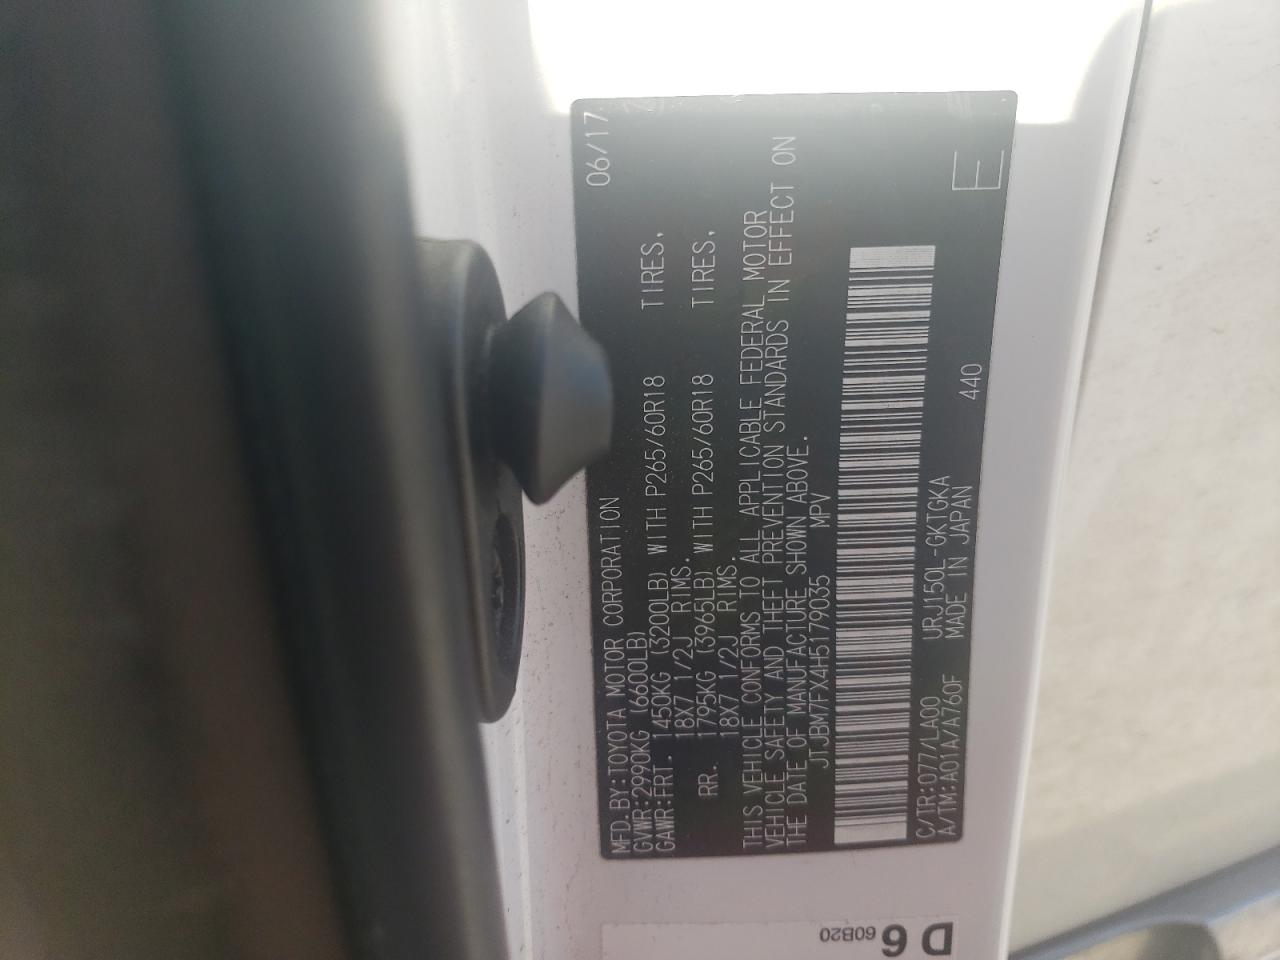 MFD.BY:TOYOTA MOTOR CORPORATION 06/17
GVWR:2990KG (6600LB)
GAWR:FRT. 1450KG (3200LB) WITH P265/60R18 TIRES,
18X7 1/2J RIMS.
RR. 1795KG (3965LB) WITH P265/60R18 TIRES,
18X7 1/2J RIMS.
THIS VEHICLE CONFORMS TO ALL APPLICABLE FEDERAL MOTOR
VEHICLE SAFETY AND THEFT PREVENTION STANDARDS IN EFFECT ON
THE DATE OF MANUFACTURE SHOWN ABOVE.
JTJBM7FX4H5179035 MPV
C/TR:077/LA00 URJ150L-GKTGKA 440
A/TM:A01A/A760F MADE IN JAPAN E
D6 60B20